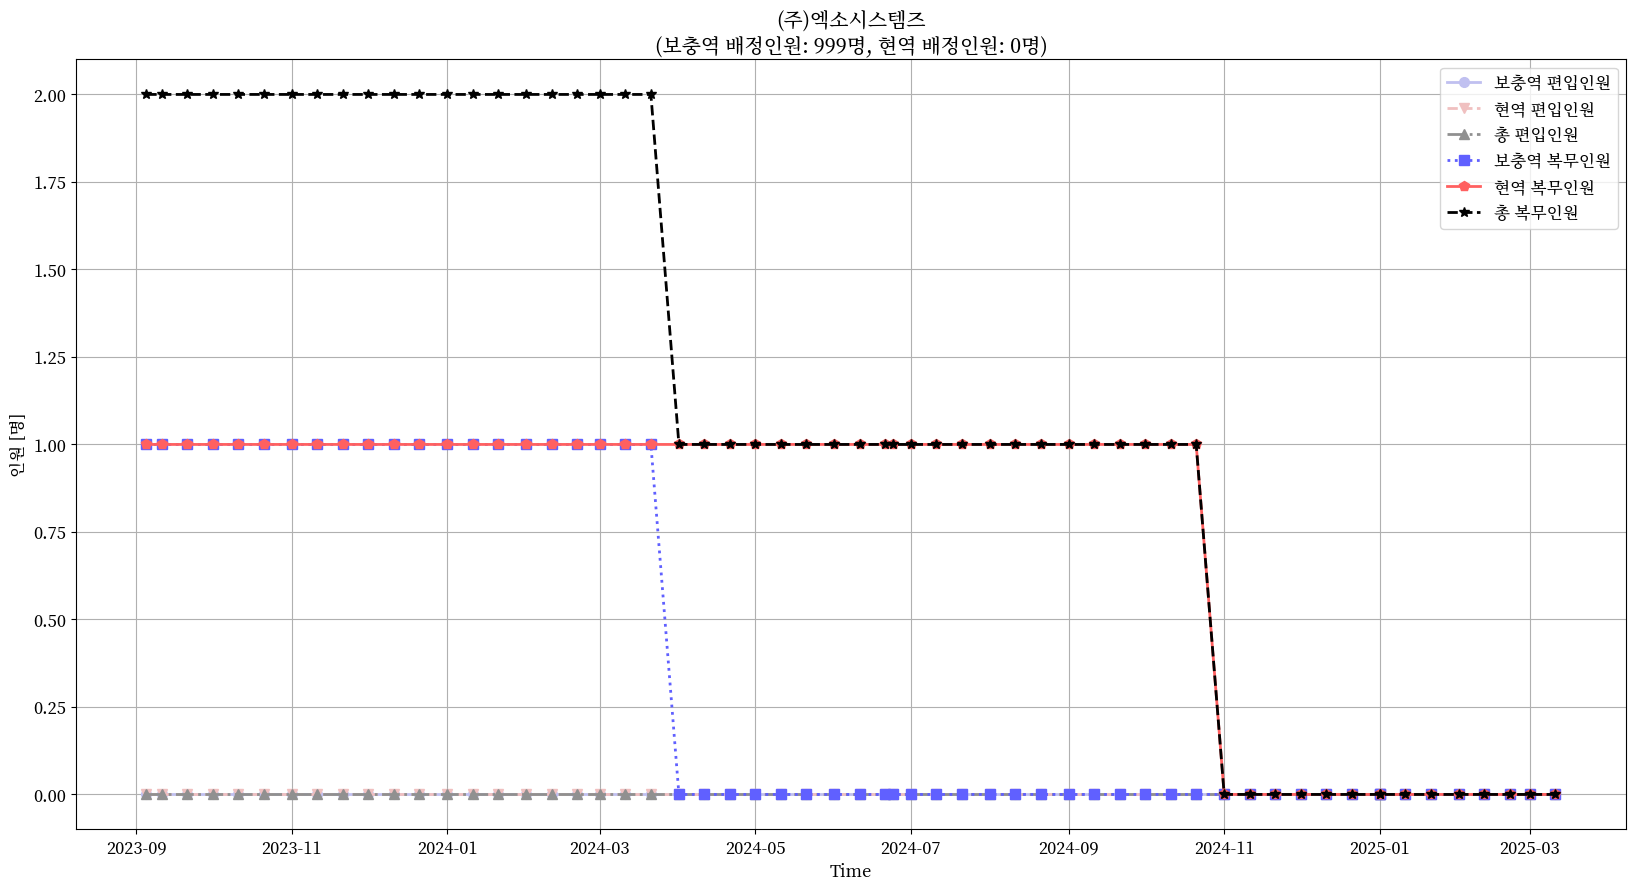 (주)엑소시스템즈
(보충역 배정인원: 999명, 현역 배정인원: 0명)
보충역 편입인원
현역 편입인원
총 편입인원
보충역 복무인원
현역 복무인원
총 복무인원
인원 [명]
2.00
1.75
1.50
1.25
1.00
0.75
0.50
0.25
0.00
2023-09 2023-11 2024-01 2024-03 2024-05 2024-07 2024-09 2024-11 2025-01 2025-03
Time